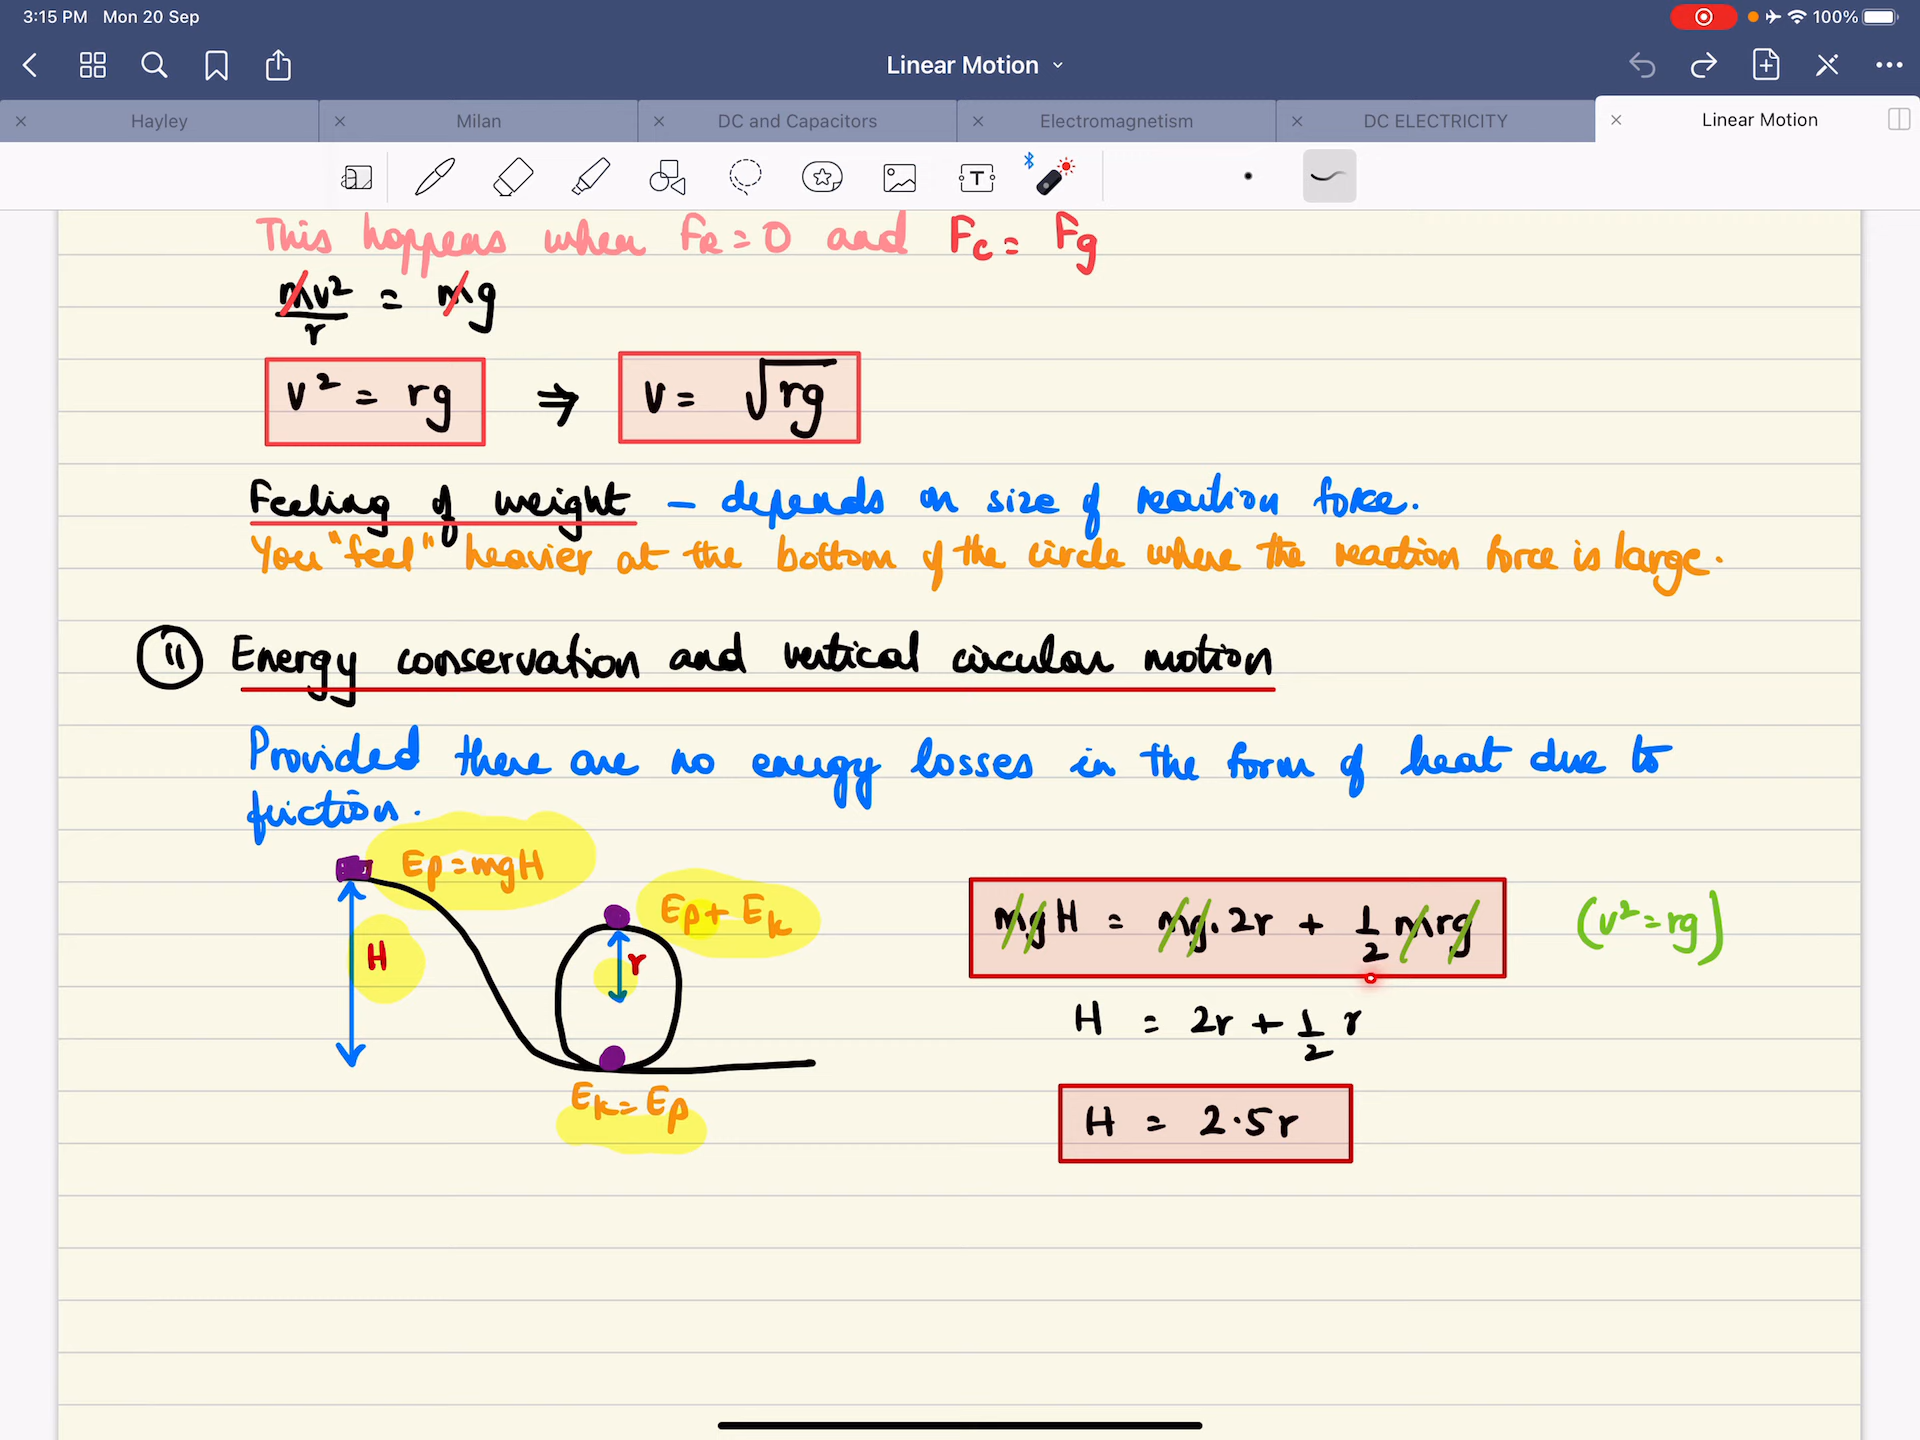 3:15 PM Mon 20 Sep
100%
Linear Motion
Hayley
Milan
DC and Capacitors
Electromagnetism
DC ELECTRICITY
Linear Motion
This happens when FR = 0 and Fc = Fg
mv²/r = mg
v² = rg ⇒ v = √rg
Feeling of weight – depends on size of reaction force.
You "feel" heavier at the bottom of the circle where the reaction force is large.
11 Energy conservation and vertical circular motion
Provided there are no energy losses in the form of heat due to
friction.
Ep = mgH
Ep + Ek
H
r
Ek = Ep
mgH = mg.2r + 1/2 mrg (v² = rg)
H = 2r + 1/2 r
H = 2.5r